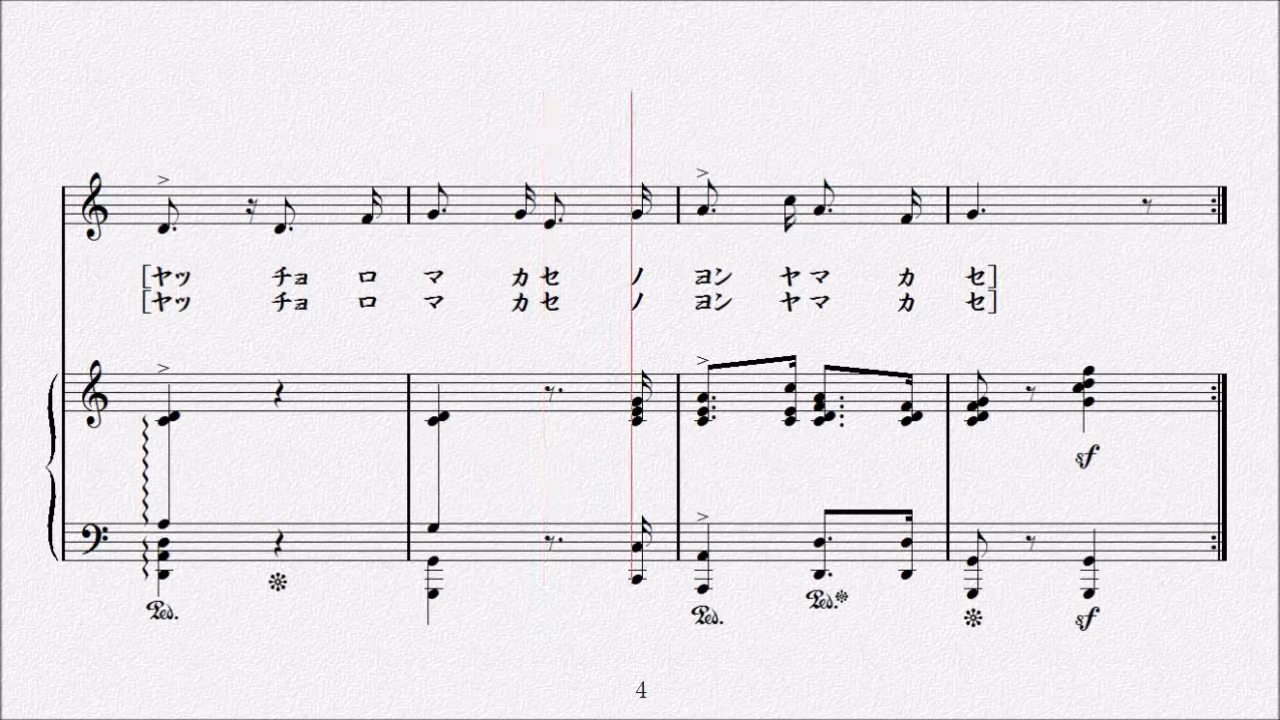 [ヤッ チョ ロ マ カ セ ノ ヨン ヤ マ カ セ]
[ヤッ チョ ロ マ カ セ ノ ヨン ヤ マ カ セ]
sf
Ped. Ped. sf
4